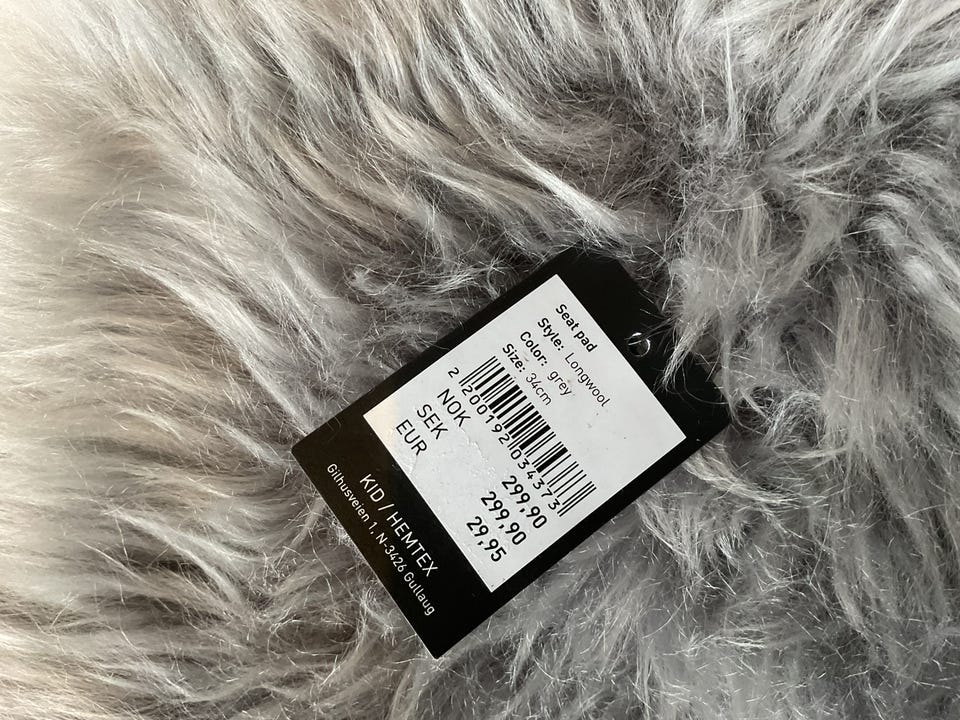 Seat pad
Style: Longwool
Color: grey
Size: 34cm
2 200192 034373
NOK 299,90
SEK 299,90
EUR 29,95
KID / HEMTEX
Gilhusveien 1, N-3426 Gullaug